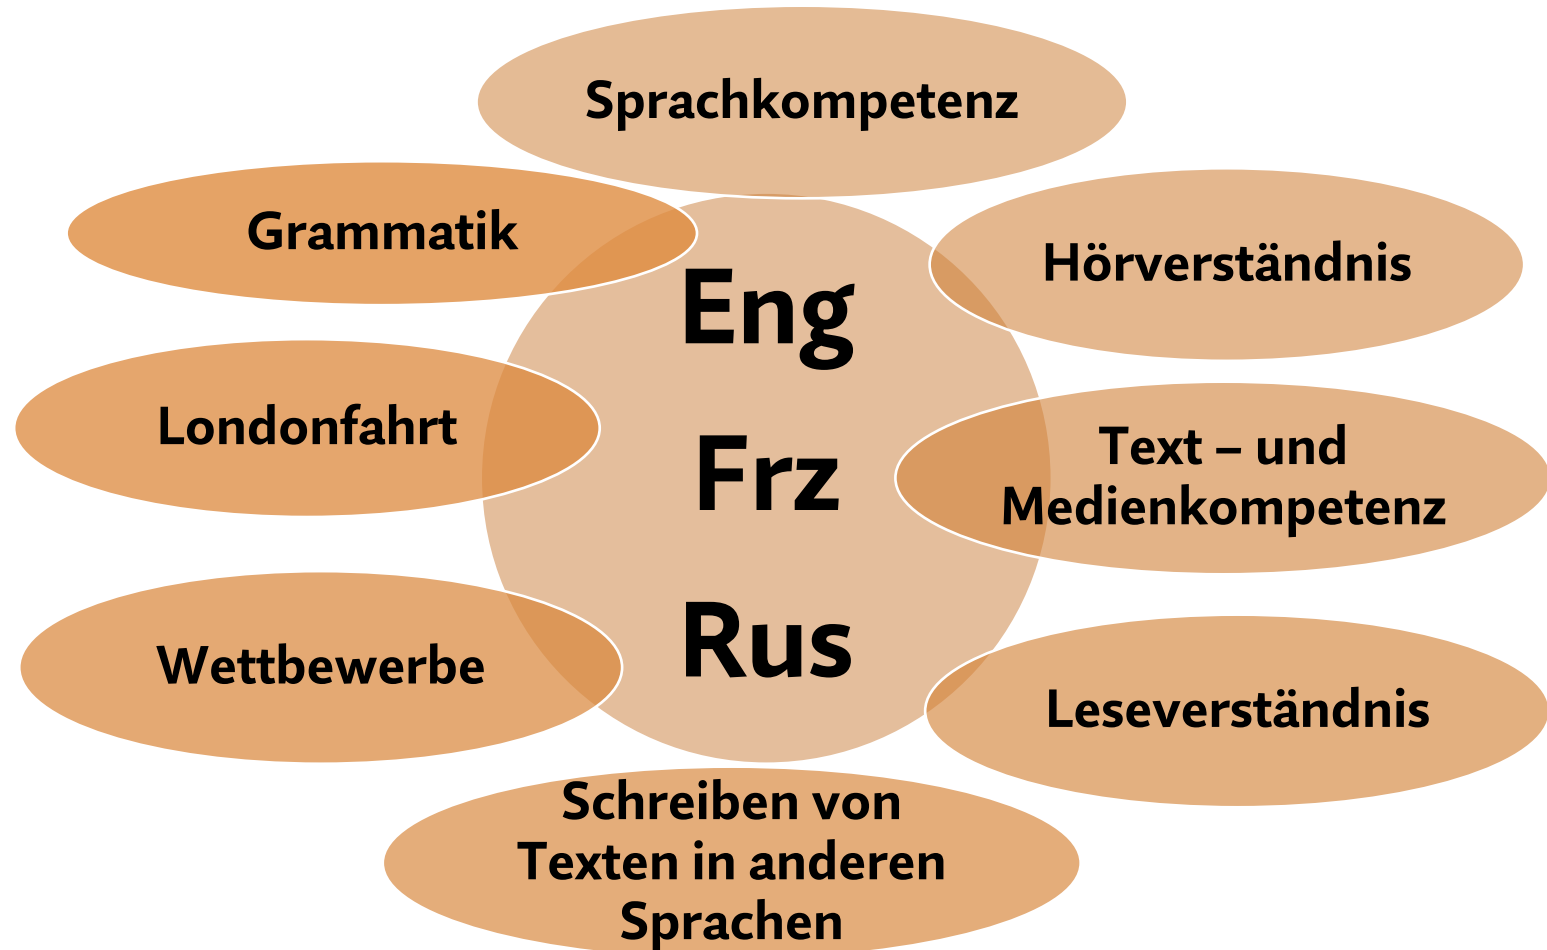 Sprachkompetenz
Grammatik
Hörverständnis
Eng
Londonfahrt
Text – und
Medienkompetenz
Frz
Wettbewerbe
Rus
Leseverständnis
Schreiben von
Texten in anderen
Sprachen